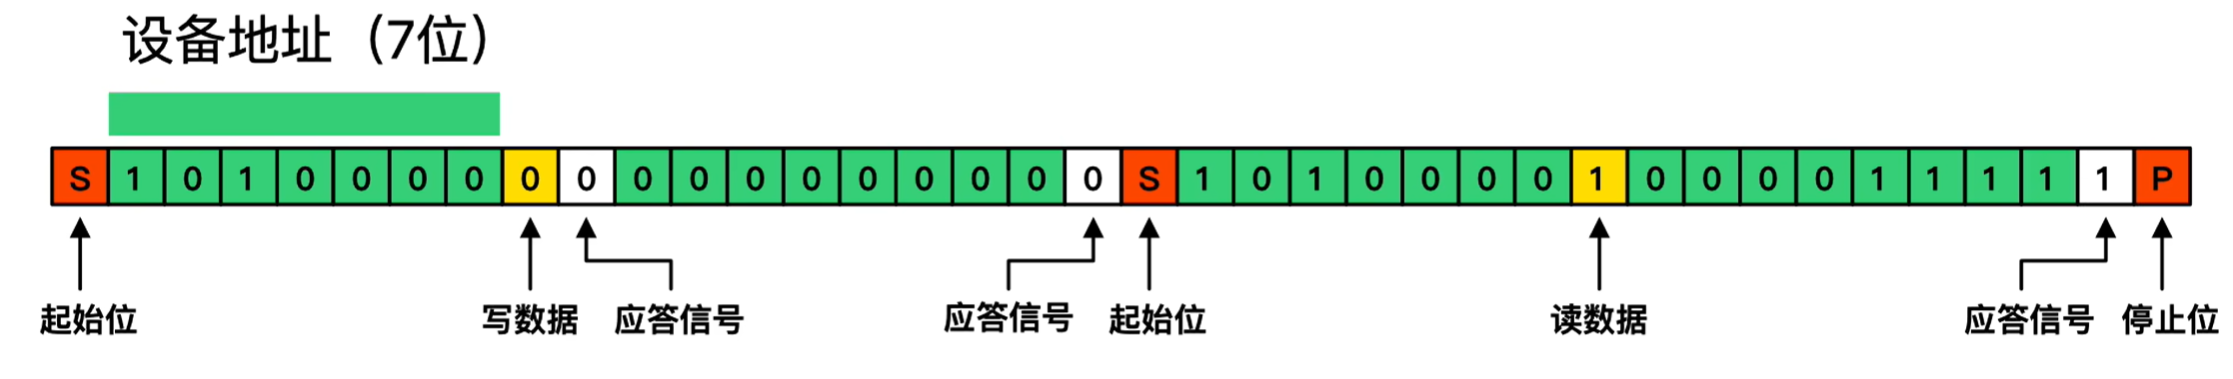 设备地址（7位）
S 1 0 1 0 0 0 0 0 0 0 0 0 0 0 0 0 0 0 S 1 0 1 0 0 0 0 1 0 0 0 0 1 1 1 1 1 P
起始位 写数据 应答信号 应答信号 起始位 读数据 应答信号 停止位